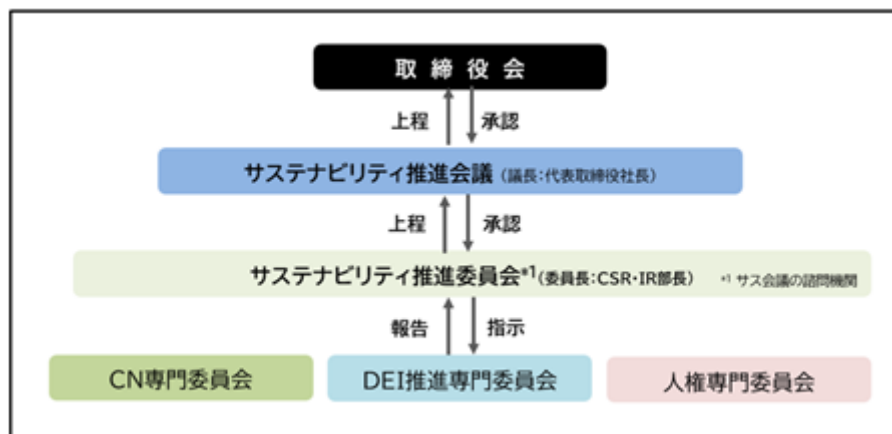 取締役会
上程 承認
サステナビリティ推進会議 (議長:代表取締役社長)
上程 承認
サステナビリティ推進委員会*1(委員長:CSR・IR部長) *1 サス会議の諮問機関
報告 指示
CN専門委員会 DEI推進専門委員会 人権専門委員会